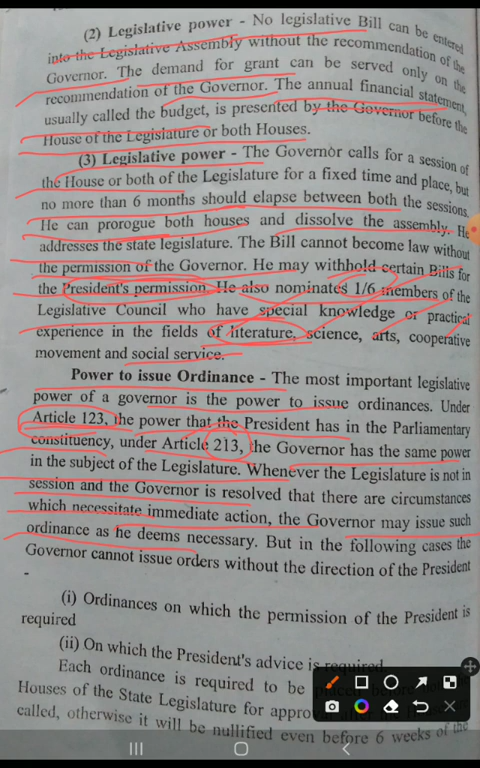 (2) Legislative power - No legislative Bill can be entered
into the Legislative Assembly without the recommendation of the
Governor. The demand for grant can be served only on the
recommendation of the Governor. The annual financial statement,
usually called the budget, is presented by the Governor before the
House of the Legislature or both Houses.
(3) Legislative power - The Governor calls for a session of
the House or both of the Legislature for a fixed time and place, but
no more than 6 months should elapse between both the sessions.
He can prorogue both houses and dissolve the assembly. He
addresses the state legislature. The Bill cannot become law without
the permission of the Governor. He may withhold certain Bills for
the President's permission. He also nominates 1/6 members of the
Legislative Council who have special knowledge or practical
experience in the fields of literature, science, arts, cooperative
movement and social service.
Power to issue Ordinance - The most important legislative
power of a governor is the power to issue ordinances. Under
Article 123, the power that the President has in the Parliamentary
constituency, under Article 213, the Governor has the same power
in the subject of the Legislature. Whenever the Legislature is not in
session and the Governor is resolved that there are circumstances
which necessitate immediate action, the Governor may issue such
ordinance as he deems necessary. But in the following cases the
Governor cannot issue orders without the direction of the President
-
(i) Ordinances on which the permission of the President is
required
(ii) On which the President's advice is required
Each ordinance is required to be
Houses of the State Legislature for
called, otherwise it will be nullified even before 6 weeks of the